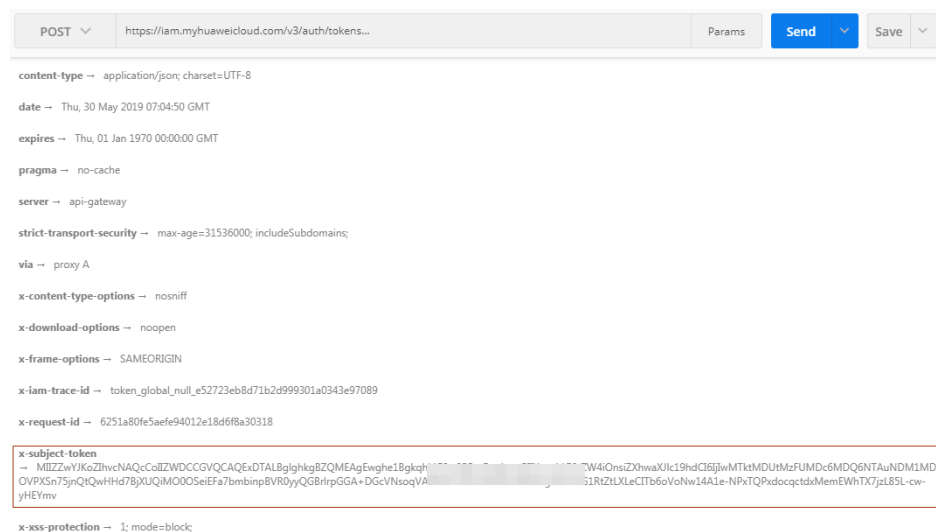 POST https://iam.myhuaweicloud.com/v3/auth/tokens... Params Send Save
content-type → application/json; charset=UTF-8
date → Thu, 30 May 2019 07:04:50 GMT
expires → Thu, 01 Jan 1970 00:00:00 GMT
pragma → no-cache
server → api-gateway
strict-transport-security → max-age=31536000; includeSubdomains;
via → proxy A
x-content-type-options → nosniff
x-download-options → noopen
x-frame-options → SAMEORIGIN
x-iam-trace-id → token_global_null_e52723eb8d71b2d999301a0343e97089
x-request-id → 6251a80fe5aefe94012e18d6f8a30318
x-subject-token
→ MIIZZwYJKoZIhvcNAQcCoIIZWDCCGVQCAQExDTALBglghkgBZQMEAgEwghe1Bgkqh ZW4iOnsiZXhwaXJlc19hdCI6IjIwMTktMDUtMzFUMDc6MDQ6NTAuNDM1MD
OVPXSn75jnQtQwHHd7BjXUQiMO0OSeiEFa7bmbinpBVR0yyQGBrlrpGGA+DGcVNsoqVA S1RtZtLXLeCITb6oVoNw14A1e-NPxTQPxdocqctdxMemEWhTX7jzL85L-cw-
yHEYmv
x-xss-protection → 1; mode=block;